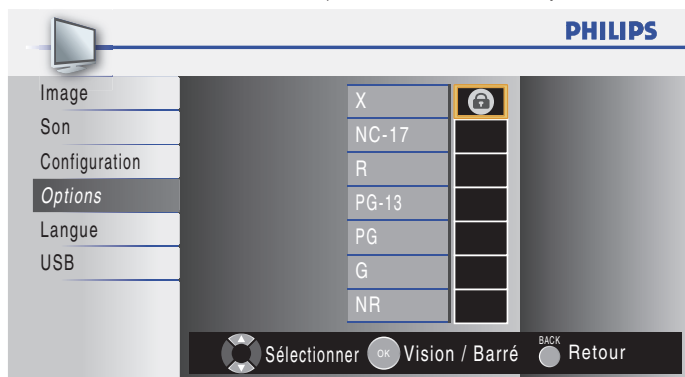 PHILIPS
Image
Son
Configuration
Options
Langue
USB
X
NC-17
R
PG-13
PG
G
NR
Sélectionner OK Vision / Barré BACK Retour